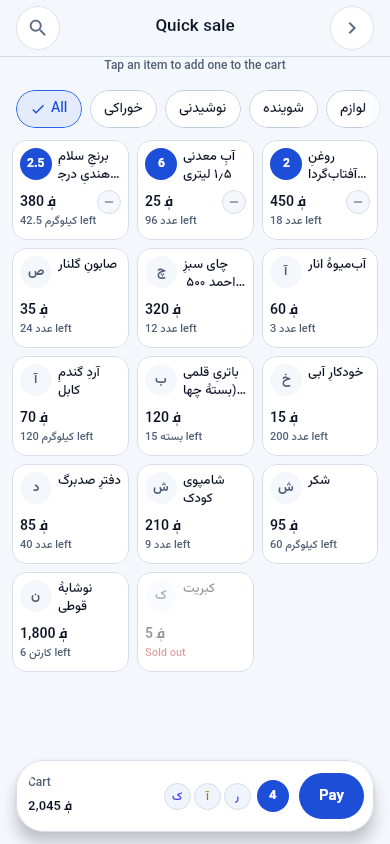 Quick sale
Tap an item to add one to the cart
All
خوراکی
نوشیدنی
شوینده
لوازم
2.5
برنجِ سلام
هندیِ درج…
380 ؋
42.5 کیلوگرم left
6
آبِ معدنی
۱٫۵ لیتری
25 ؋
96 عدد left
2
روغنِ
آفتاب‌گردا…
450 ؋
18 عدد left
ص
صابونِ گلنار
35 ؋
24 عدد left
چ
چای سبزِ
احمد ۵۰۰…
320 ؋
12 عدد left
آ
آب‌میوهٔ انار
60 ؋
3 عدد left
آ
آردِ گندمِ
کابل
70 ؋
120 کیلوگرم left
ب
باتریِ قلمی
(بستهٔ چها…
120 ؋
15 بسته left
خ
خودکارِ آبی
15 ؋
200 عدد left
د
دفترِ صدبرگ
85 ؋
40 عدد left
ش
شامپوی
کودک
210 ؋
9 عدد left
ش
شکر
95 ؋
60 کیلوگرم left
ن
نوشابهٔ
قوطی
1,800 ؋
6 کارتن left
ک
کبریت
5 ؋
Sold out
Cart
2,045 ؋
ک
آ
ر
4
Pay